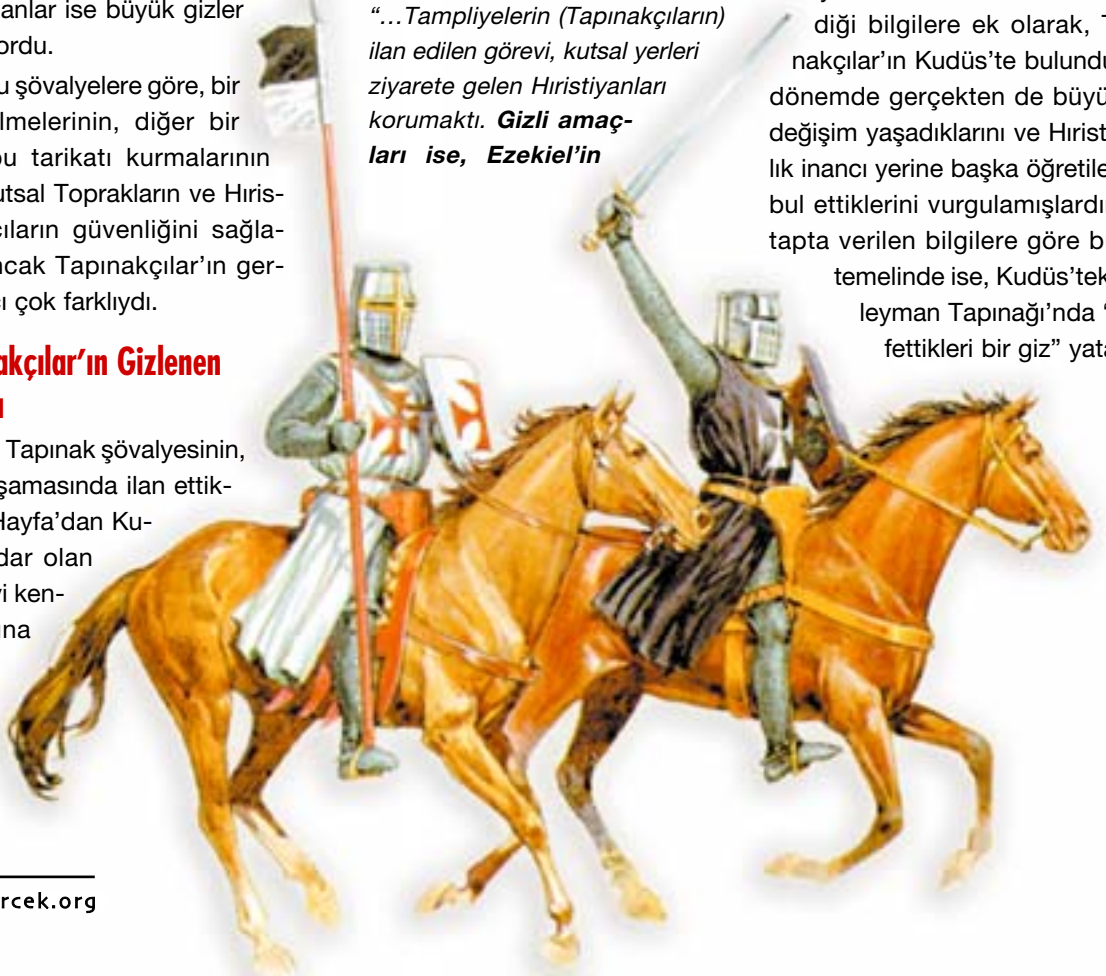 anlar ise büyük gizler
ordu.
u şövalyelere göre, bir
lmelerinin, diğer bir
bu tarikatı kurmalarının
utsal Toprakların ve Hıris-
cıların güvenliğini sağla-
ncak Tapınakçılar’ın ger-
cı çok farklıydı.
akçılar’ın Gizlenen
Tapınak şövalyesinin,
şamasında ilan ettik-
Hayfa’dan Ku-
dar olan
vi ken-
una
rcek.org
“...Tampliyelerin (Tapınakçıların)
ilan edilen görevi, kutsal yerleri
ziyarete gelen Hıristiyanları
korumaktı. Gizli amaç-
ları ise, Ezekiel’in
diği bilgilere ek olarak, T
nakçılar’ın Kudüs’te bulundu
dönemde gerçekten de büyü
değişim yaşadıklarını ve Hırist
lık inancı yerine başka öğretile
bul ettiklerini vurgulamışlardı
tapta verilen bilgilere göre b
temelinde ise, Kudüs’tek
leyman Tapınağı’nda “
fettikleri bir giz” yata